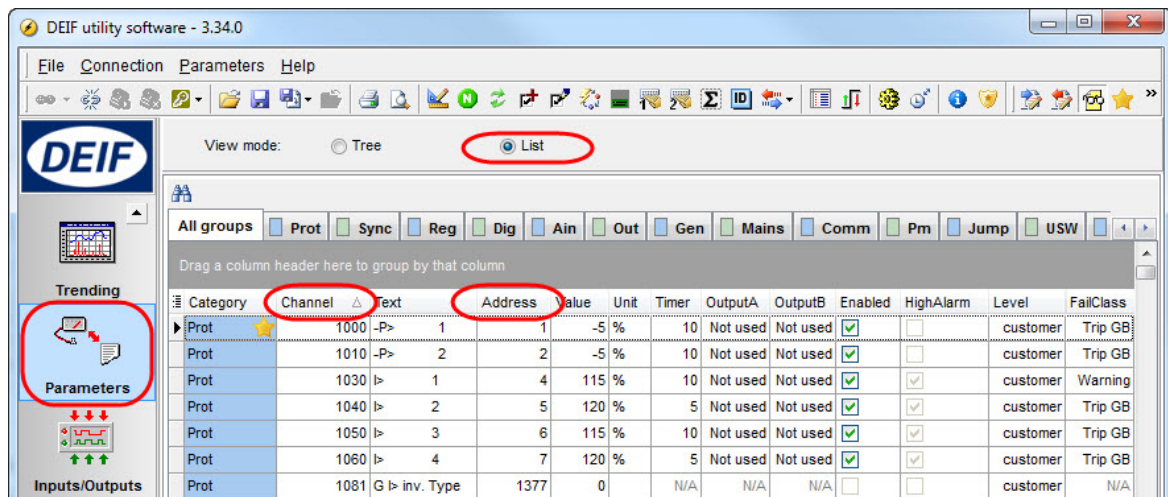 DEIF utility software - 3.34.0
File Connection Parameters Help
DEIF
View mode: Tree List
All groups Prot Sync Reg Dig Ain Out Gen Mains Comm Pm Jump USW
Drag a column header here to group by that column
Trending
Category Channel Text Address Value Unit Timer OutputA OutputB Enabled HighAlarm Level FailClass
Prot 1000 -P> 1 1 -5 % 10 Not used Not used customer Trip GB
Prot 1010 -P> 2 2 -5 % 10 Not used Not used customer Trip GB
Parameters
Prot 1030 I> 1 4 115 % 10 Not used Not used customer Warning
Prot 1040 I> 2 5 120 % 5 Not used Not used customer Trip GB
Prot 1050 I> 3 6 115 % 10 Not used Not used customer Trip GB
Prot 1060 I> 4 7 120 % 5 Not used Not used customer Trip GB
Inputs/Outputs
Prot 1081 G I> inv. Type 1377 0 N/A N/A N/A customer N/A